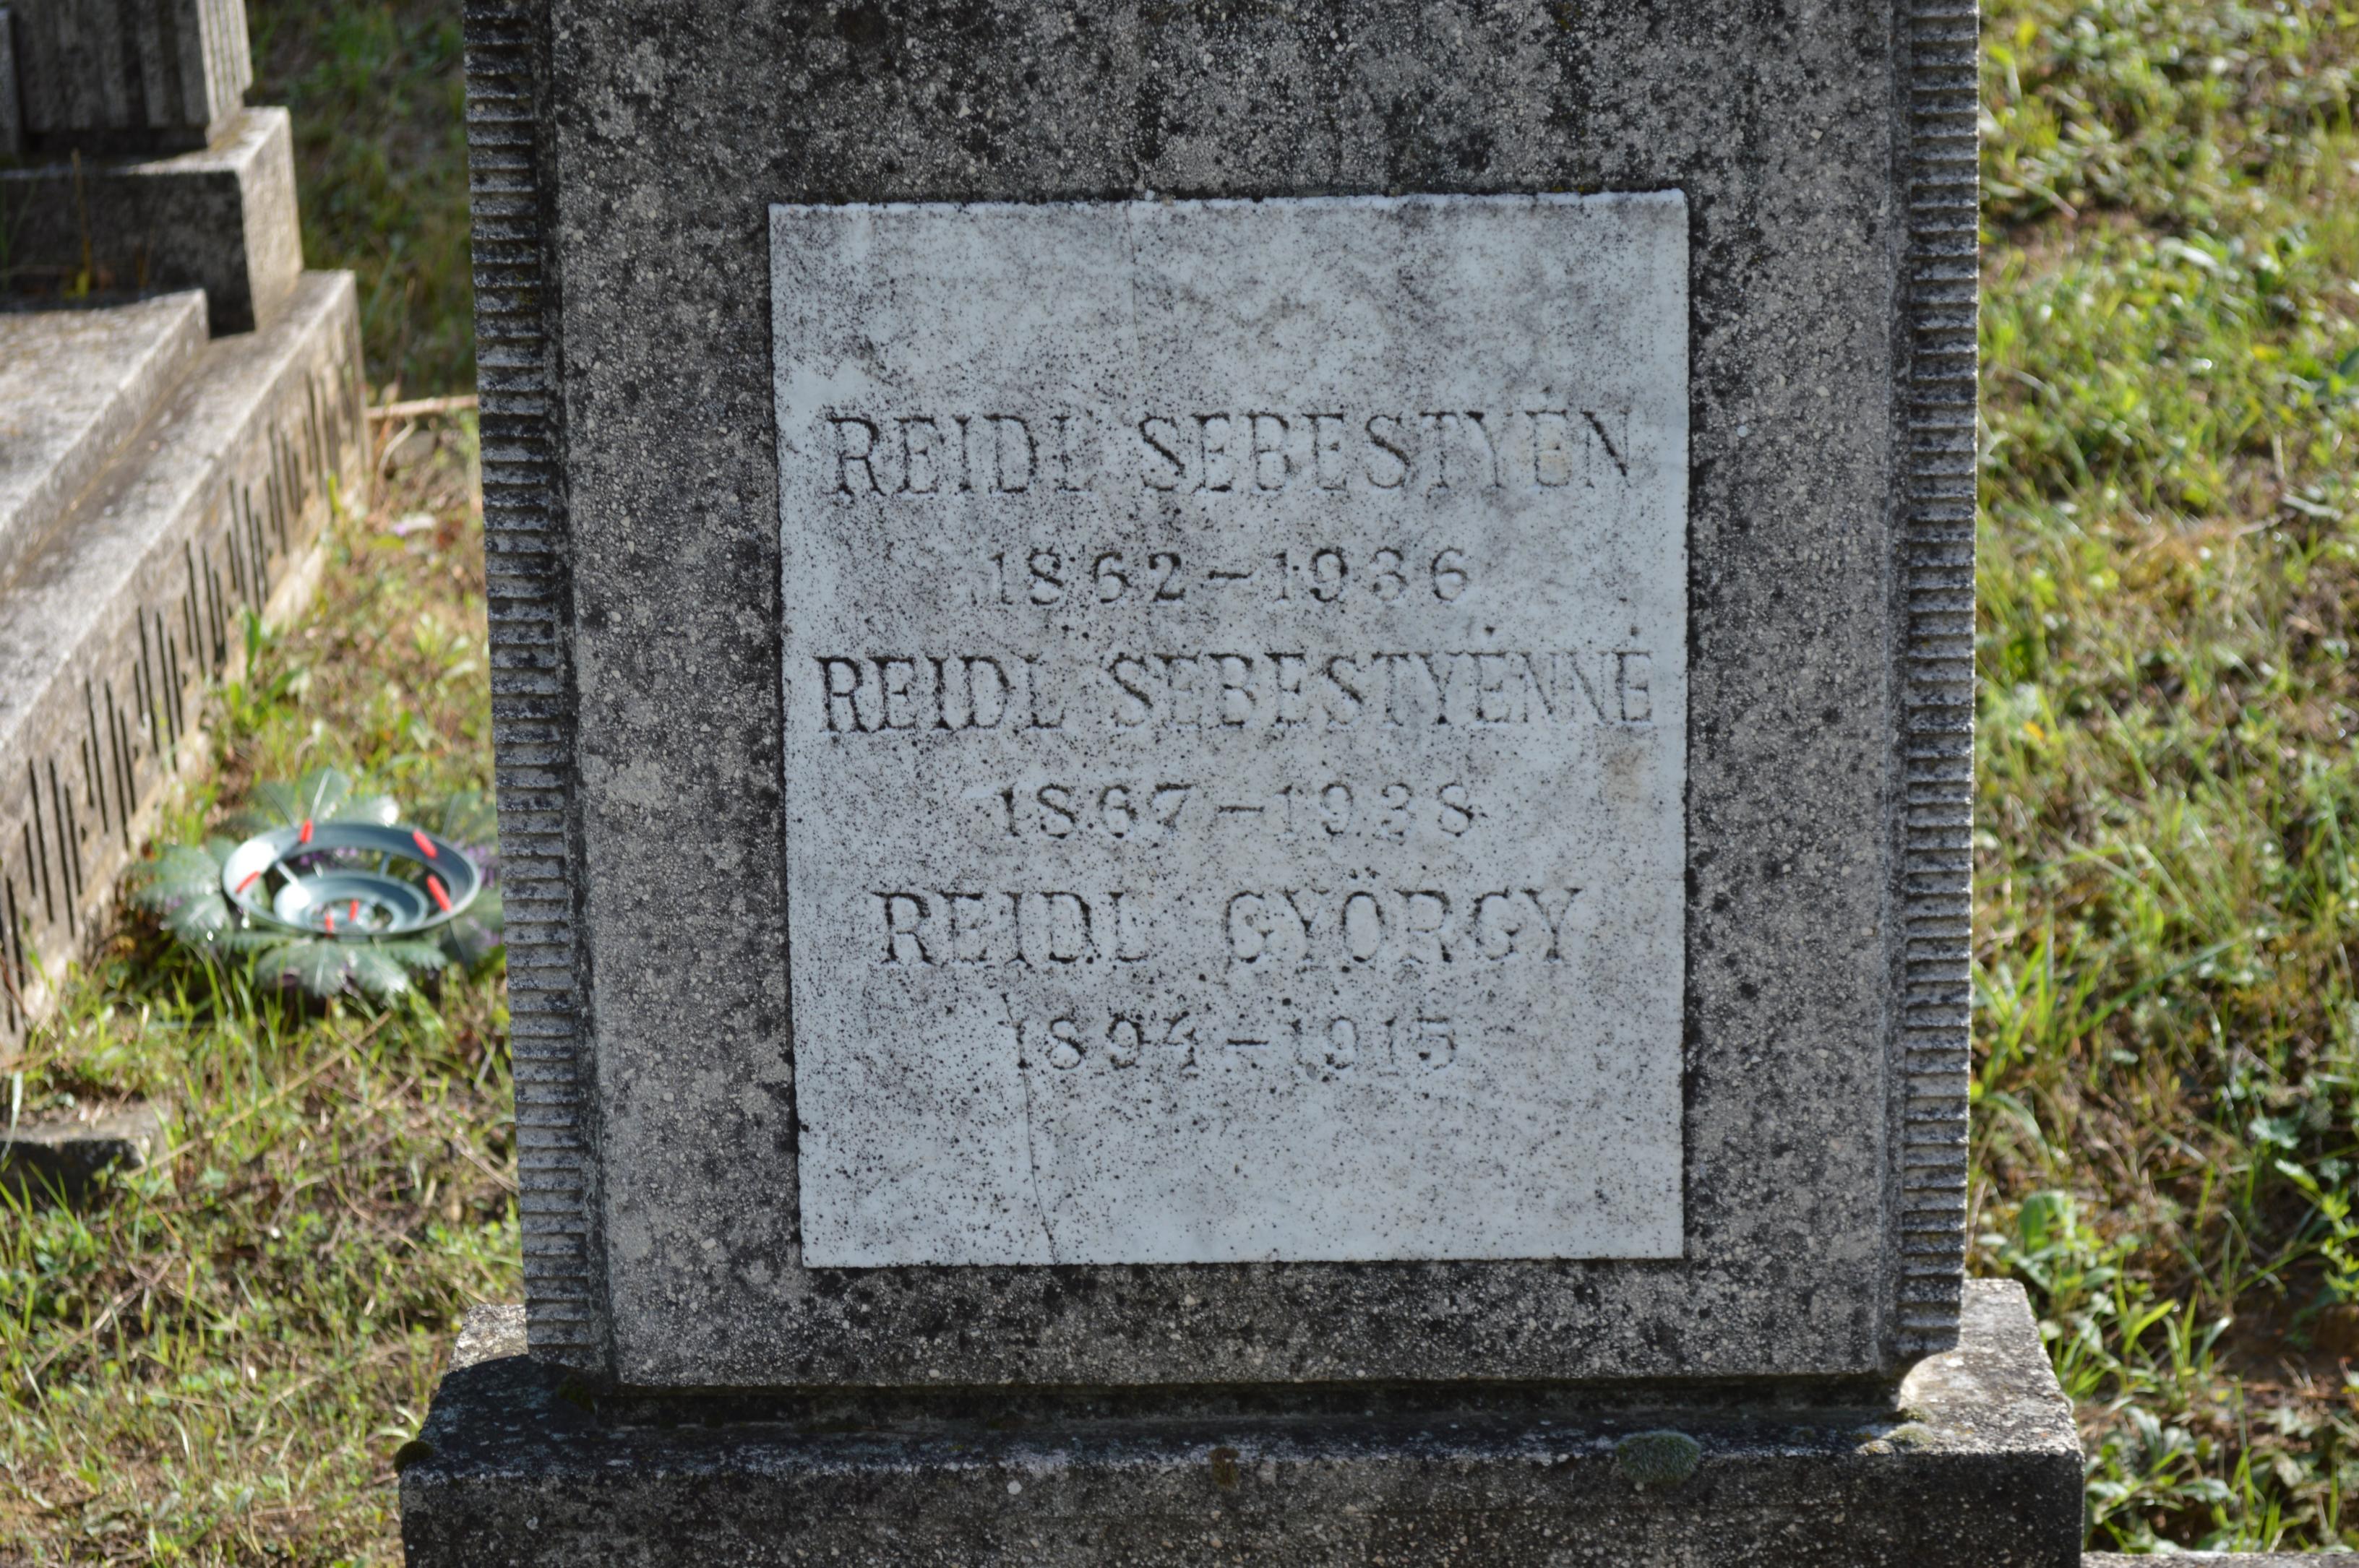 REIDL SEBESTYÉN
1862-1936
REIDL SEBESTYÉNNÉ
1867-1938
REIDL GYÖRGY
1894-1915